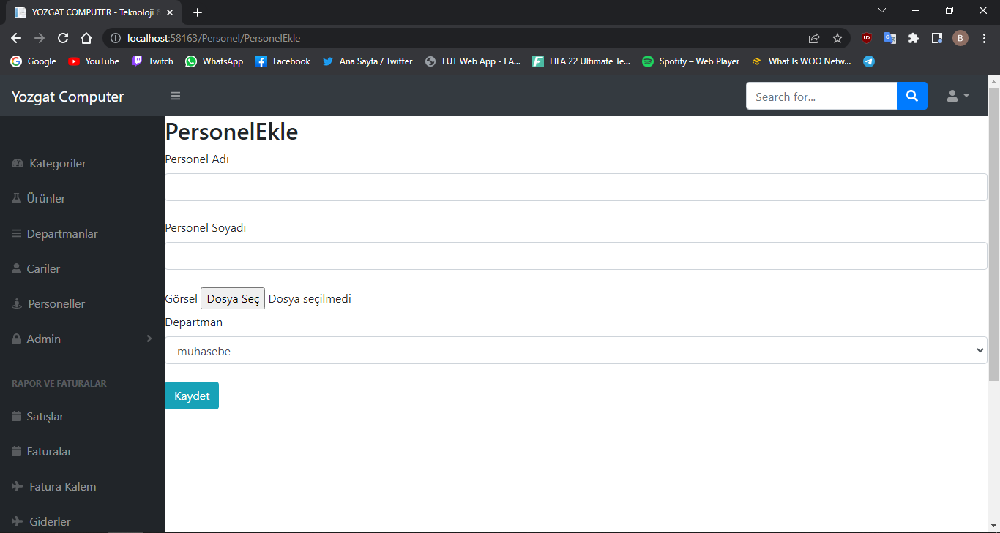 YOZGAT COMPUTER - Teknoloji &
localhost:58163/Personel/PersonelEkle
B
Google YouTube Twitch WhatsApp Facebook Ana Sayfa / Twitter FUT Web App - EA... FIFA 22 Ultimate Te... Spotify – Web Player What Is WOO Netw...
Yozgat Computer
Search for...
Kategoriler
Ürünler
Departmanlar
Cariler
Personeller
Admin
RAPOR VE FATURALAR
Satışlar
Faturalar
Fatura Kalem
Giderler
PersonelEkle
Personel Adı
Personel Soyadı
Görsel Dosya Seç Dosya seçilmedi
Departman
muhasebe
Kaydet